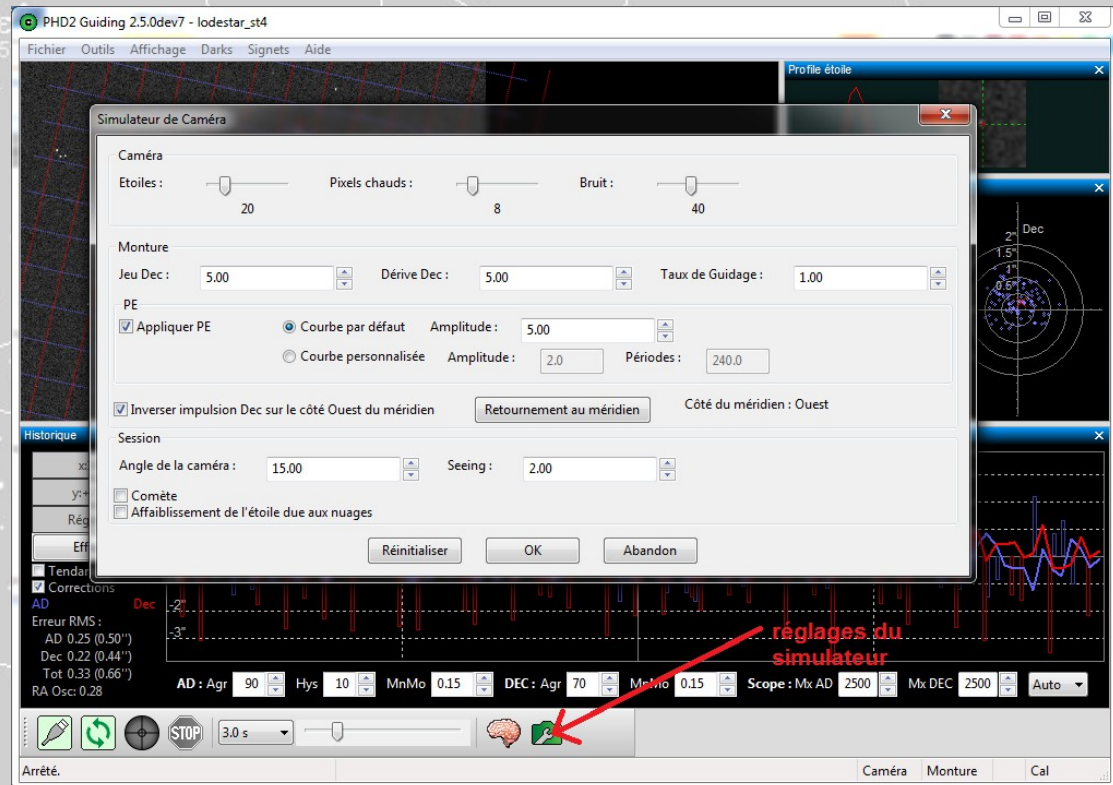 PHD2 Guiding 2.5.0dev7 - lodestar_st4
Fichier Outils Affichage Darks Signets Aide
Profile étoile
Simulateur de Caméra
Caméra
Etoiles : Pixels chauds : Bruit :
20 8 40
Monture
Jeu Dec : 5.00 Dérive Dec : 5.00 Taux de Guidage : 1.00
PE
Appliquer PE Courbe par défaut Amplitude : 5.00
Courbe personnalisée Amplitude : 2.0 Périodes : 240.0
Inverser impulsion Dec sur le côté Ouest du méridien Retournement au méridien Côté du méridien : Ouest
Session
Angle de la caméra : 15.00 Seeing : 2.00
Comète
Affaiblissement de l'étoile due aux nuages
Réinitialiser OK Abandon
2" Dec
1.5"
1"
0.5"
Historique
Corrections
AD Dec
-2"
-3"
Erreur RMS :
AD 0.25 (0.50'')
Dec 0.22 (0.44'')
Tot 0.33 (0.66'')
RA Osc: 0.28
réglages du
simulateur
AD : Agr 90 Hys 10 MnMo 0.15 DEC : Agr 70 MnMo 0.15 Scope : Mx AD 2500 Mx DEC 2500 Auto
STOP 3.0 s
Arrêté. Caméra Monture Cal